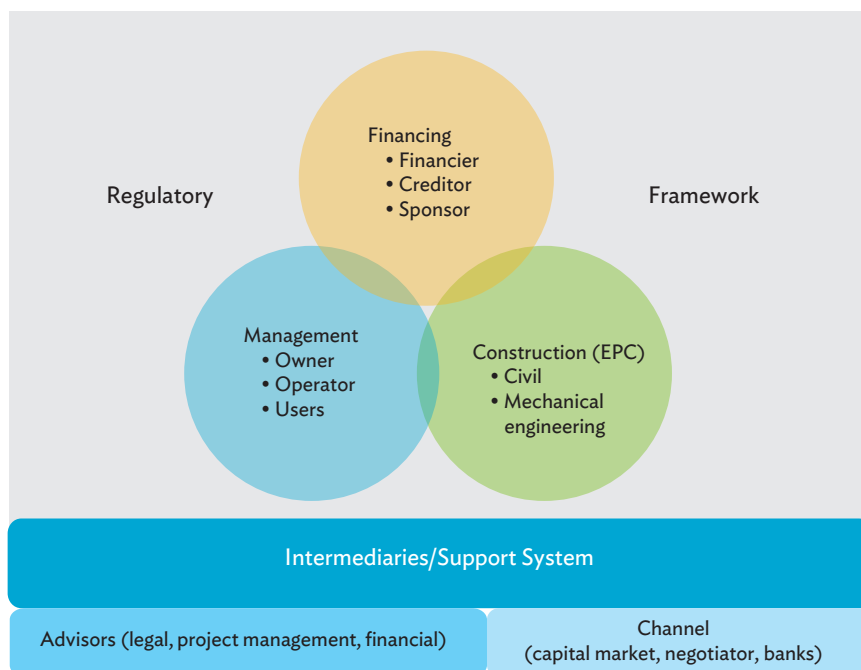 Financing
• Financier
• Creditor
• Sponsor
Regulatory
Framework
Management
• Owner
• Operator
• Users
Construction (EPC)
• Civil
• Mechanical
engineering
Intermediaries/Support System
Advisors (legal, project management, financial)
Channel
(capital market, negotiator, banks)